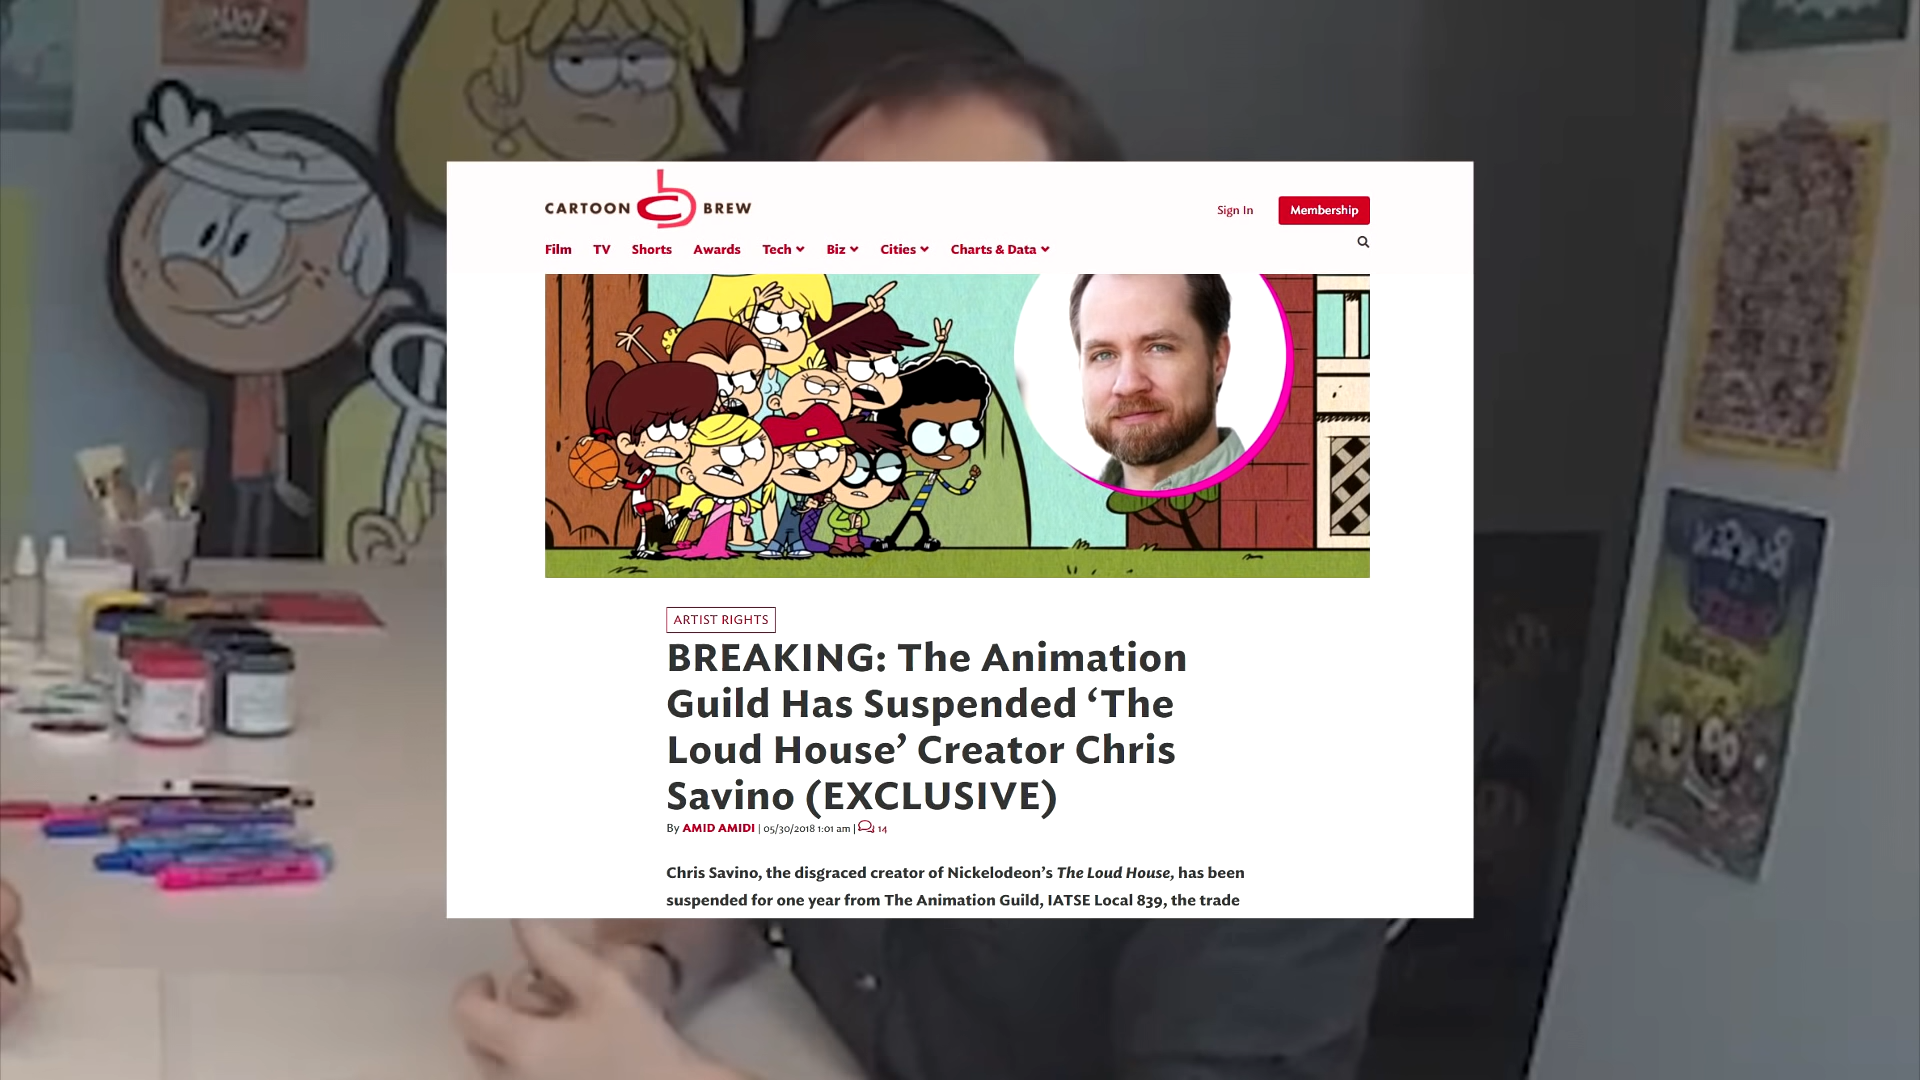 CARTOON BREW
Sign In
Membership
Film TV Shorts Awards Tech Biz Cities Charts & Data
ARTIST RIGHTS
BREAKING: The Animation
Guild Has Suspended ‘The
Loud House’ Creator Chris
Savino (EXCLUSIVE)
By AMID AMIDI | 05/30/2018 1:01 am | 14
Chris Savino, the disgraced creator of Nickelodeon’s The Loud House, has been
suspended for one year from The Animation Guild, IATSE Local 839, the trade